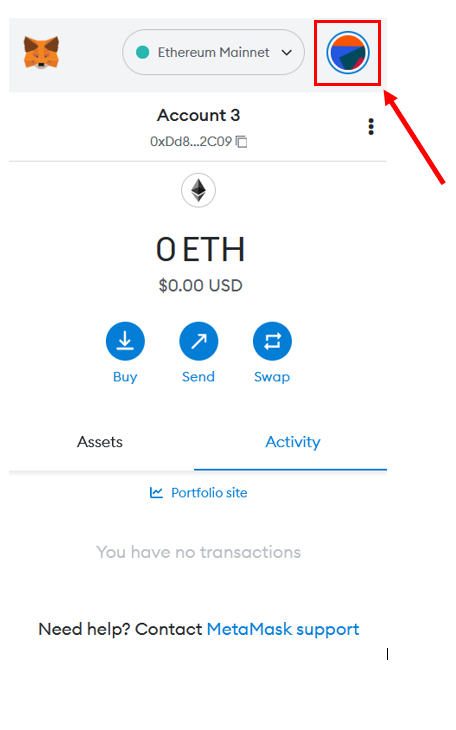 Ethereum Mainnet
Account 3
0xDd8...2C09
0 ETH
$0.00 USD
Buy Send Swap
Assets Activity
Portfolio site
You have no transactions
Need help? Contact MetaMask support